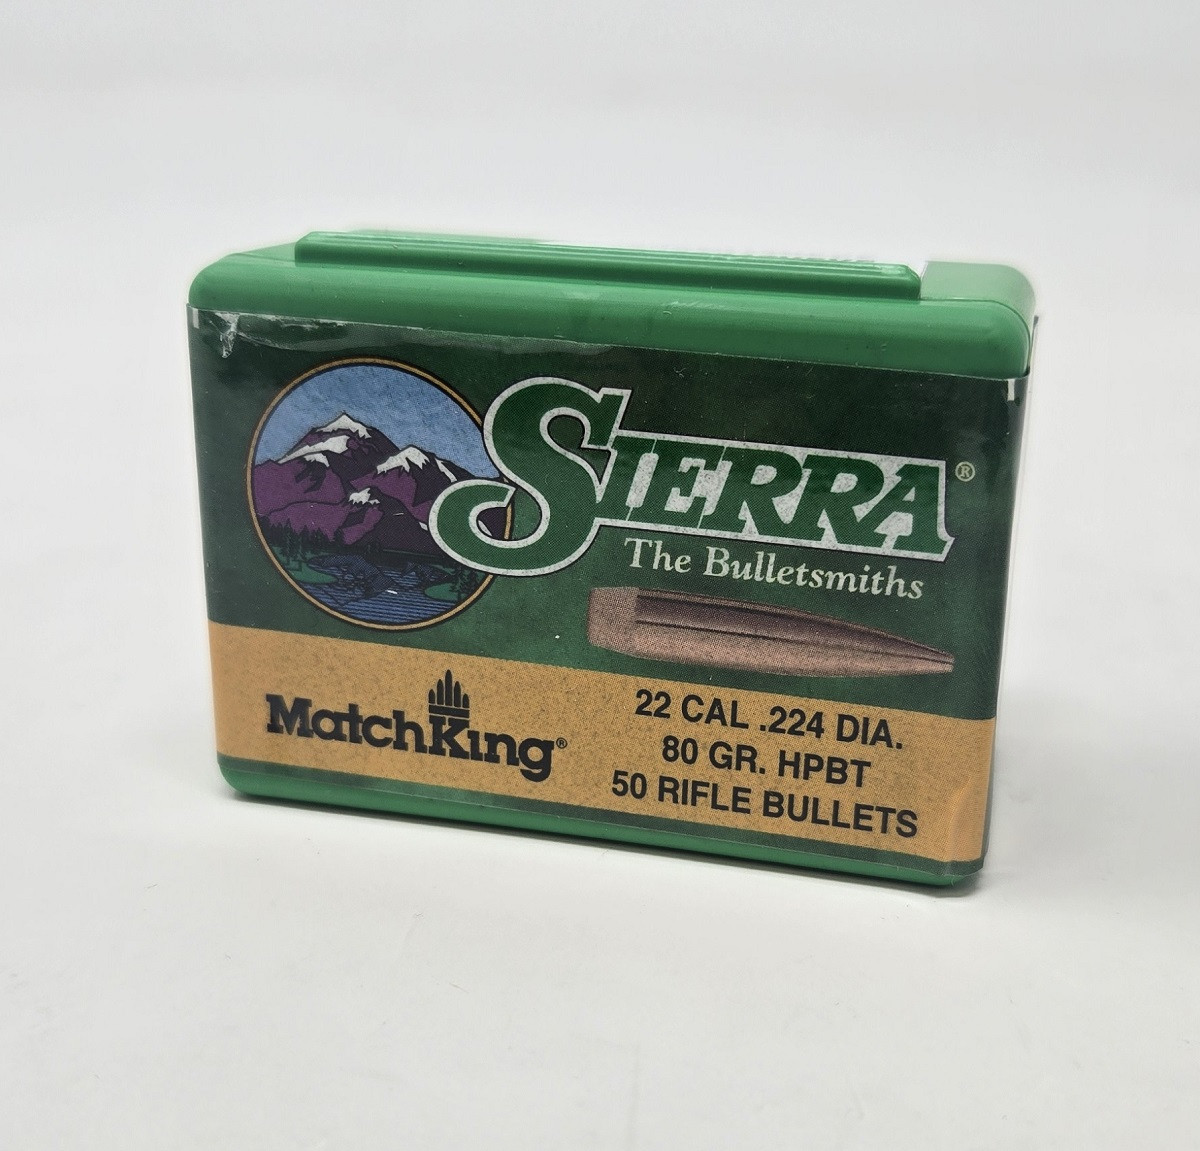 SIERRA®
The Bulletsmiths
MatchKing®
22 CAL .224 DIA.
80 GR. HPBT
50 RIFLE BULLETS